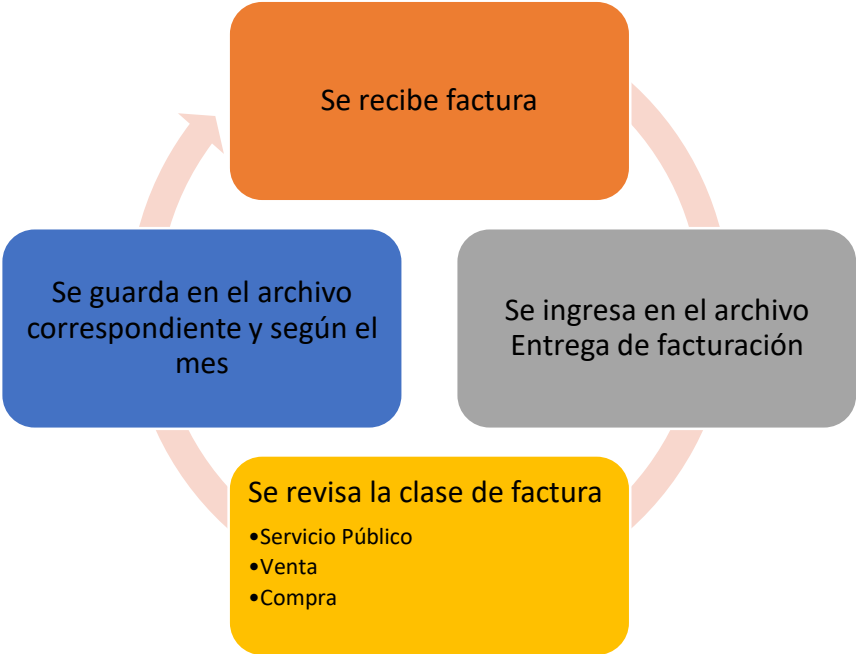 Se recibe factura
Se ingresa en el archivo
Entrega de facturación
Se revisa la clase de factura
•Servicio Público
•Venta
•Compra
Se guarda en el archivo
correspondiente y según el
mes